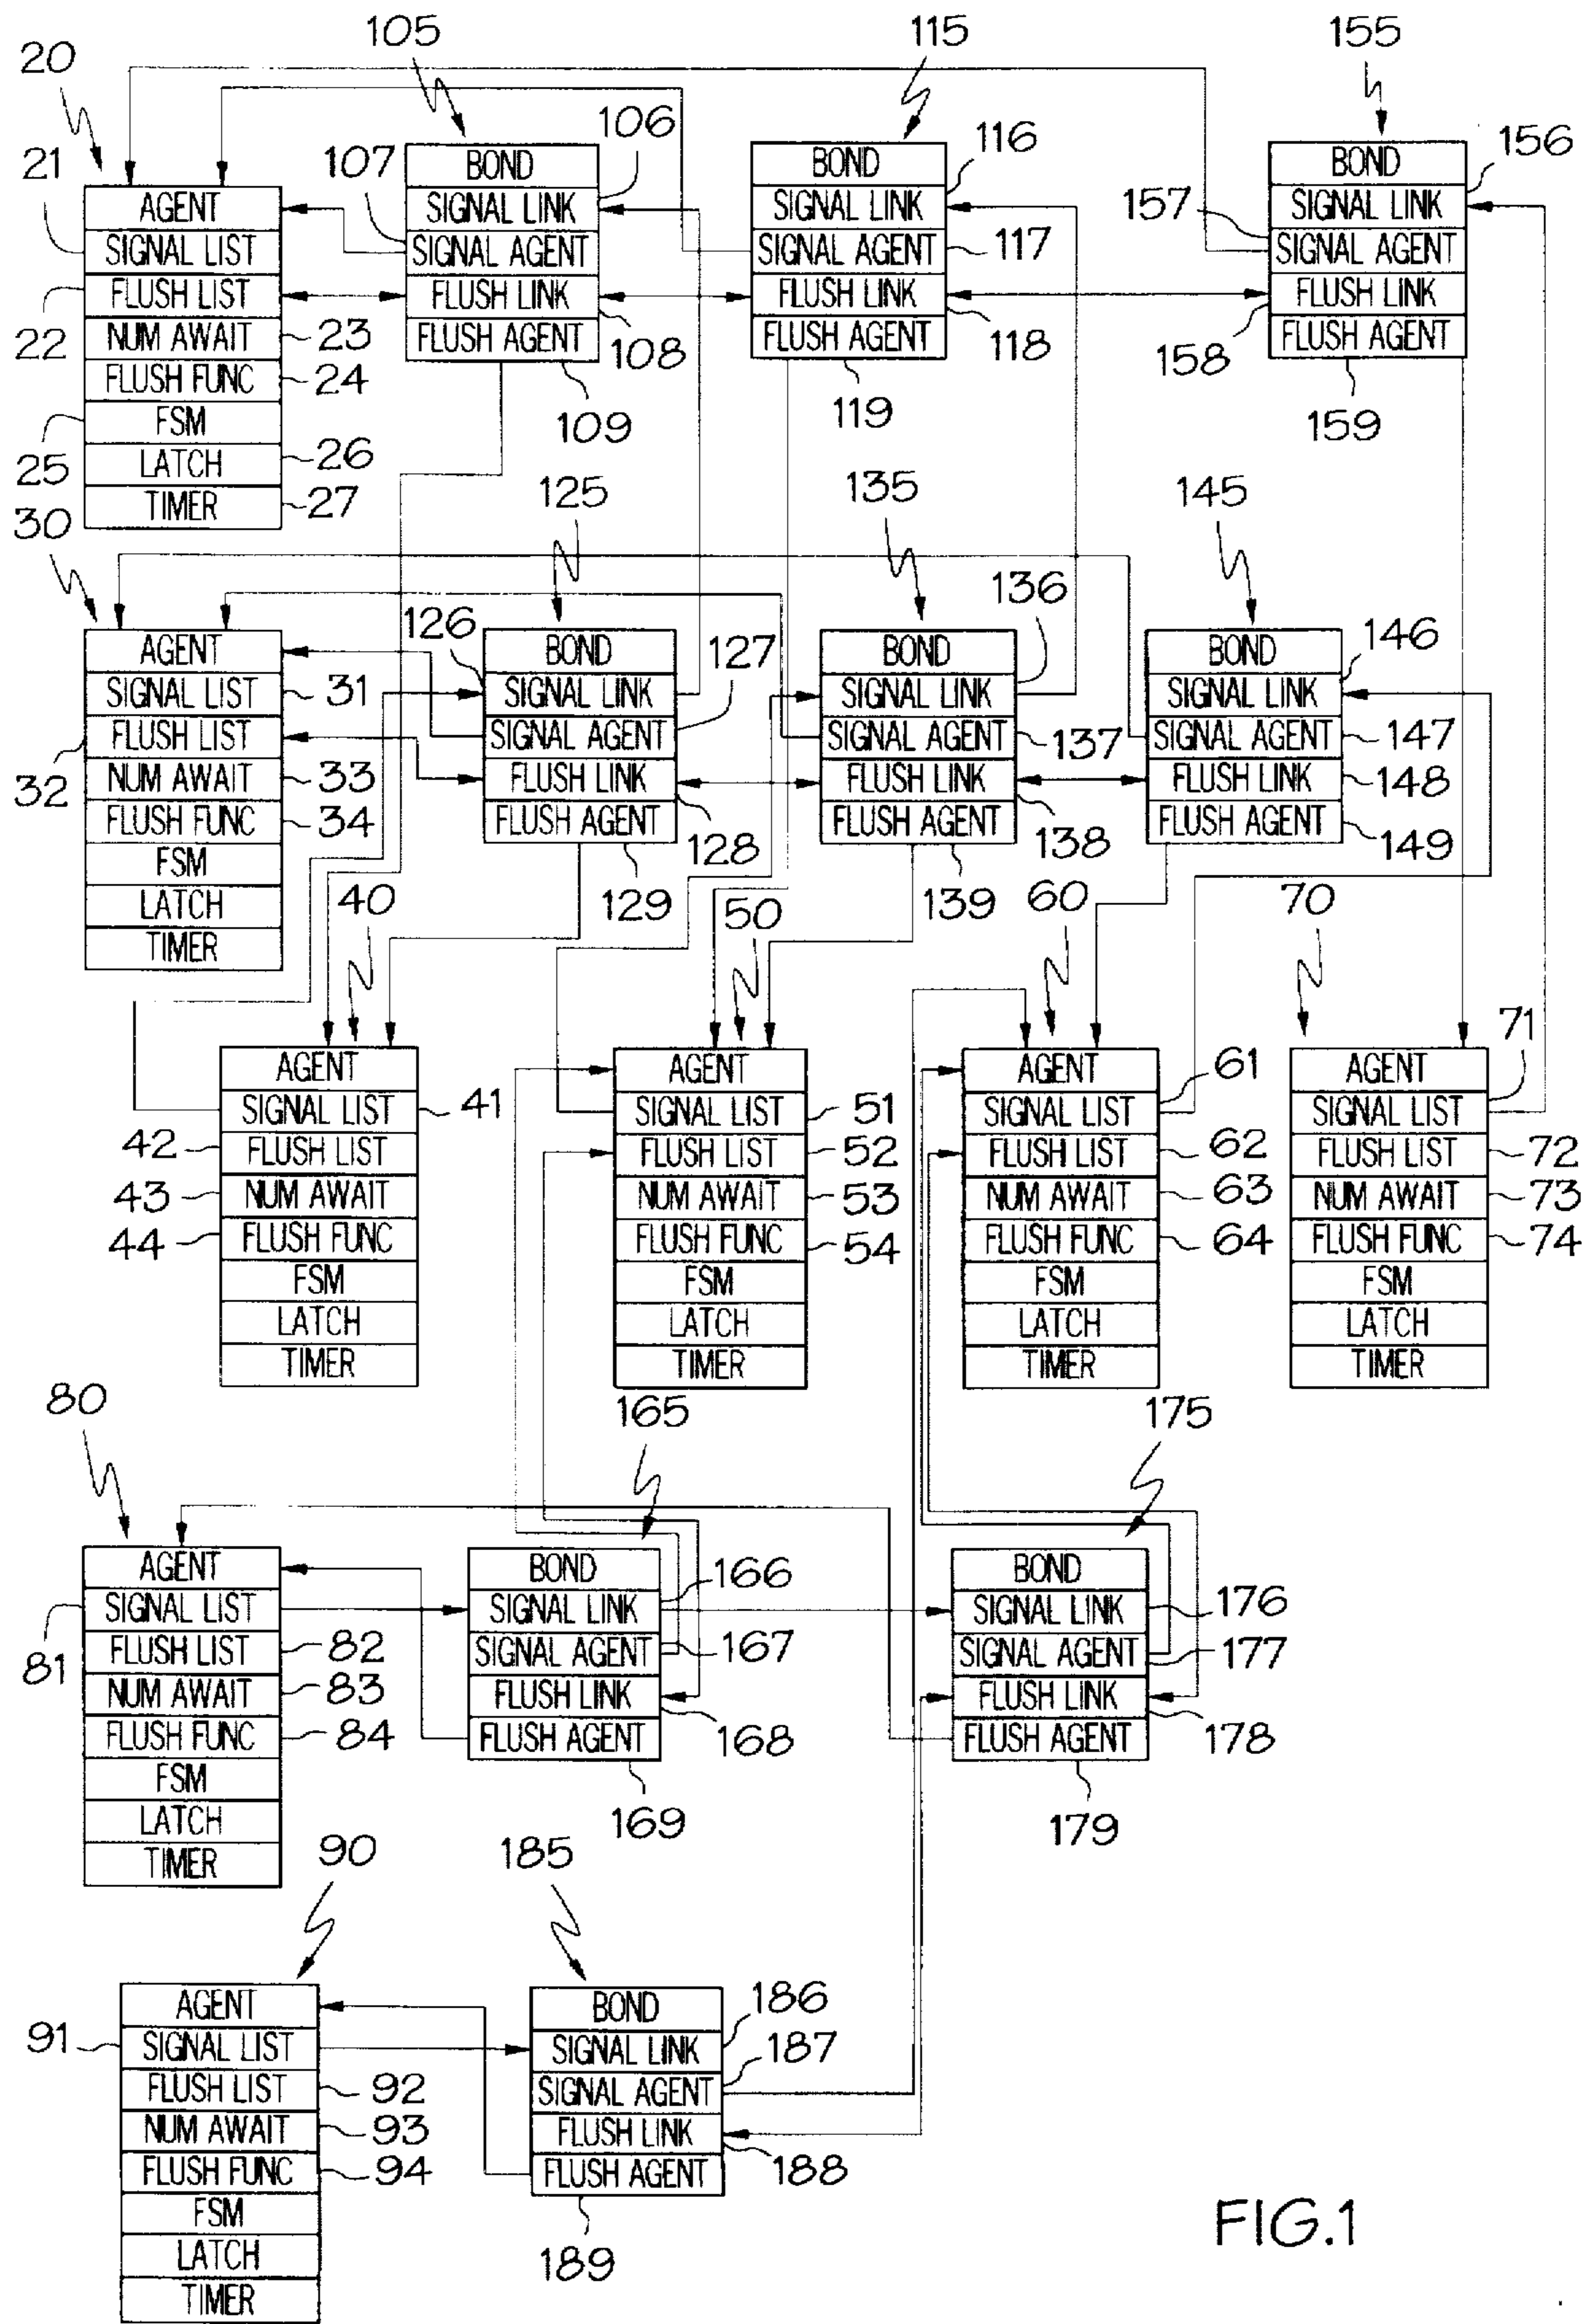 105
115
155
20
106
116
156
21
107
157
BOND
SIGNAL LINK
SIGNAL AGENT
FLUSH LINK
FLUSH AGENT
BOND
SIGNAL LINK
SIGNAL AGENT
FLUSH LINK
FLUSH AGENT
BOND
SIGNAL LINK
SIGNAL AGENT
FLUSH LINK
FLUSH AGENT
117
AGENT
SIGNAL LIST
FLUSH LIST
NUM AWAIT
FLUSH FUNC
FSM
LATCH
TIMER
22
23
24
25
26
27
108
118
158
109
119
159
30
125
135
145
126
127
136
146
AGENT
SIGNAL LIST
FLUSH LIST
NUM AWAIT
FLUSH FUNC
FSM
LATCH
TIMER
31
32
33
34
BOND
SIGNAL LINK
SIGNAL AGENT
FLUSH LINK
FLUSH AGENT
BOND
SIGNAL LINK
SIGNAL AGENT
FLUSH LINK
FLUSH AGENT
BOND
SIGNAL LINK
SIGNAL AGENT
FLUSH LINK
FLUSH AGENT
137
147
148
128
138
149
129
139
40
50
60
70
AGENT
SIGNAL LIST
FLUSH LIST
NUM AWAIT
FLUSH FUNC
FSM
LATCH
TIMER
41
42
43
44
AGENT
SIGNAL LIST
FLUSH LIST
NUM AWAIT
FLUSH FUNC
FSM
LATCH
TIMER
51
52
53
54
AGENT
SIGNAL LIST
FLUSH LIST
NUM AWAIT
FLUSH FUNC
FSM
LATCH
TIMER
61
62
63
64
AGENT
SIGNAL LIST
FLUSH LIST
NUM AWAIT
FLUSH FUNC
FSM
LATCH
TIMER
71
72
73
74
80
165
175
AGENT
SIGNAL LIST
FLUSH LIST
NUM AWAIT
FLUSH FUNC
FSM
LATCH
TIMER
81
82
83
84
BOND
SIGNAL LINK
SIGNAL AGENT
FLUSH LINK
FLUSH AGENT
166
167
168
169
BOND
SIGNAL LINK
SIGNAL AGENT
FLUSH LINK
FLUSH AGENT
176
177
178
179
90
185
AGENT
SIGNAL LIST
FLUSH LIST
NUM AWAIT
FLUSH FUNC
FSM
LATCH
TIMER
91
92
93
94
BOND
SIGNAL LINK
SIGNAL AGENT
FLUSH LINK
FLUSH AGENT
186
187
188
189
FIG.1